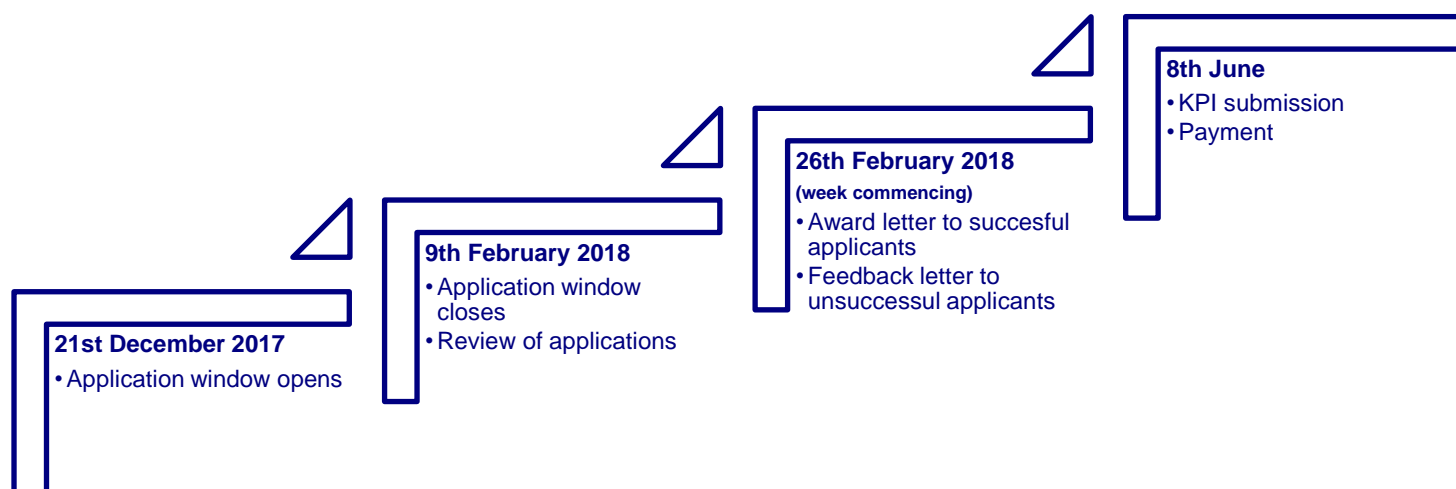 21st December 2017
• Application window opens
9th February 2018
• Application window
closes
• Review of applications
26th February 2018
(week commencing)
• Award letter to succesful
applicants
• Feedback letter to
unsuccessul applicants
8th June
• KPI submission
• Payment